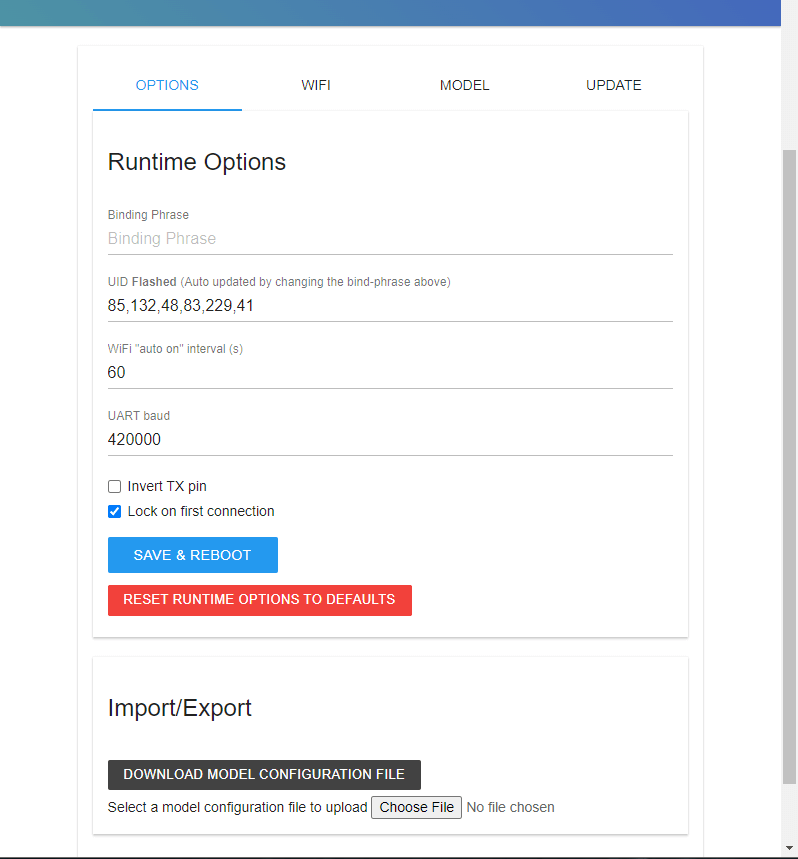 OPTIONS WIFI MODEL UPDATE
Runtime Options
Binding Phrase
Binding Phrase
UID Flashed (Auto updated by changing the bind-phrase above)
85,132,48,83,229,41
WiFi "auto on" interval (s)
60
UART baud
420000
Invert TX pin
Lock on first connection
SAVE & REBOOT
RESET RUNTIME OPTIONS TO DEFAULTS
Import/Export
DOWNLOAD MODEL CONFIGURATION FILE
Select a model configuration file to upload Choose File No file chosen